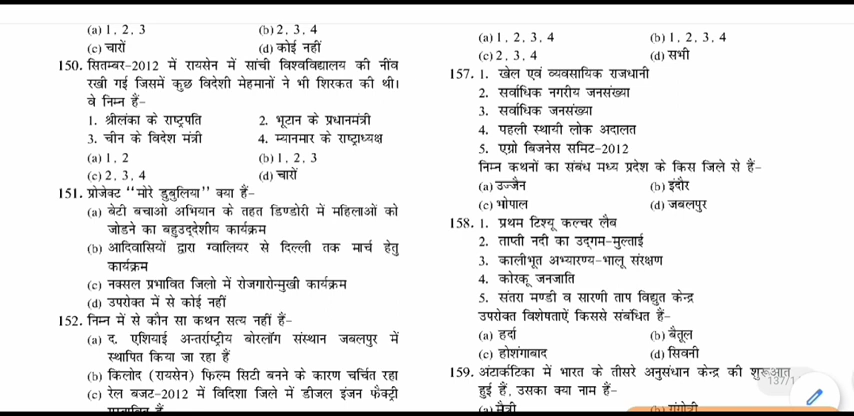 (a) 1, 2, 3 (b) 2, 3, 4
(c) चारों (d) कोई नहीं
150. सितम्बर-2012 में रायसेन में सांची विश्वविद्यालय की नींव
रखी गई जिसमें कुछ विदेशी मेहमानों ने भी शिरकत की थी।
वे निम्न हैं-
1. श्रीलंका के राष्ट्रपति 2. भूटान के प्रधानमंत्री
3. चीन के विदेश मंत्री 4. म्यानमार के राष्ट्राध्यक्ष
(a) 1, 2 (b) 1, 2, 3
(c) 2, 3, 4 (d) चारों
151. प्रोजेक्ट ‘‘मोरे डुबुलिया’’ क्या हैं-
(a) बेटी बचाओ अभियान के तहत डिण्डोरी में महिलाओं को
जोडने का बहुउद्देशीय कार्यक्रम
(b) आदिवासियों द्वारा ग्वालियर से दिल्ली तक मार्च हेतु
कार्यक्रम
(c) नक्सल प्रभावित जिलो में रोजगारोन्मुखी कार्यक्रम
(d) उपरोक्त में से कोई नहीं
152. निम्न में से कौन सा कथन सत्य नहीं हैं-
(a) द. एशियाई अन्तर्राष्ट्रीय बोरलॉग संस्थान जबलपुर में
स्थापित किया जा रहा हैं
(b) किलोद (रायसेन) फिल्म सिटी बनने के कारण चर्चित रहा
(c) रेल बजट-2012 में विदिशा जिले में डीजल इंजन फैक्ट्री
(a) 1, 2, 3, 4 (b) 1, 2, 3, 4
(c) 2, 3, 4 (d) सभी
157. 1. खेल एवं व्यवसायिक राजधानी
2. सर्वाधिक नगरीय जनसंख्या
3. सर्वाधिक जनसंख्या
4. पहली स्थायी लोक अदालत
5. एग्रो बिजनेस समिट-2012
निम्न कथनों का संबंध मध्य प्रदेश के किस जिले से हैं-
(a) उज्जैन (b) इंदौर
(c) भोपाल (d) जबलपुर
158. 1. प्रथम टिश्यू कल्चर लैब
2. ताप्ती नदी का उद्गम-मुल्ताई
3. कालीभूत अभ्यारण्य-भालू संरक्षण
4. कोरकू जनजाति
5. संतरा मण्डी व सारणी ताप विद्युत केन्द्र
उपरोक्त विशेषताऐं किससे संबंधित हैं-
(a) हर्दा (b) बैतूल
(c) होशंगाबाद (d) सिवनी
159. अंटार्कटिका में भारत के तीसरे अनुसंधान केन्द्र की शुरूआत
हुई हैं, उसका क्या नाम हैं-
(a) मैत्री (b) गंगोत्री